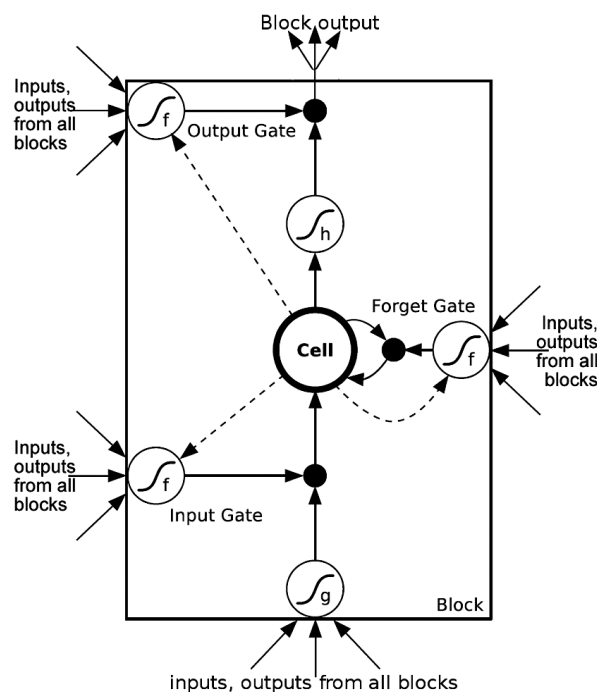 Block output
Inputs,
outputs
from all
blocks
f
Output Gate
h
Forget Gate
Cell
f
Inputs,
outputs
from all
blocks
Inputs,
outputs
from all
blocks
f
Input Gate
g
Block
inputs, outputs from all blocks